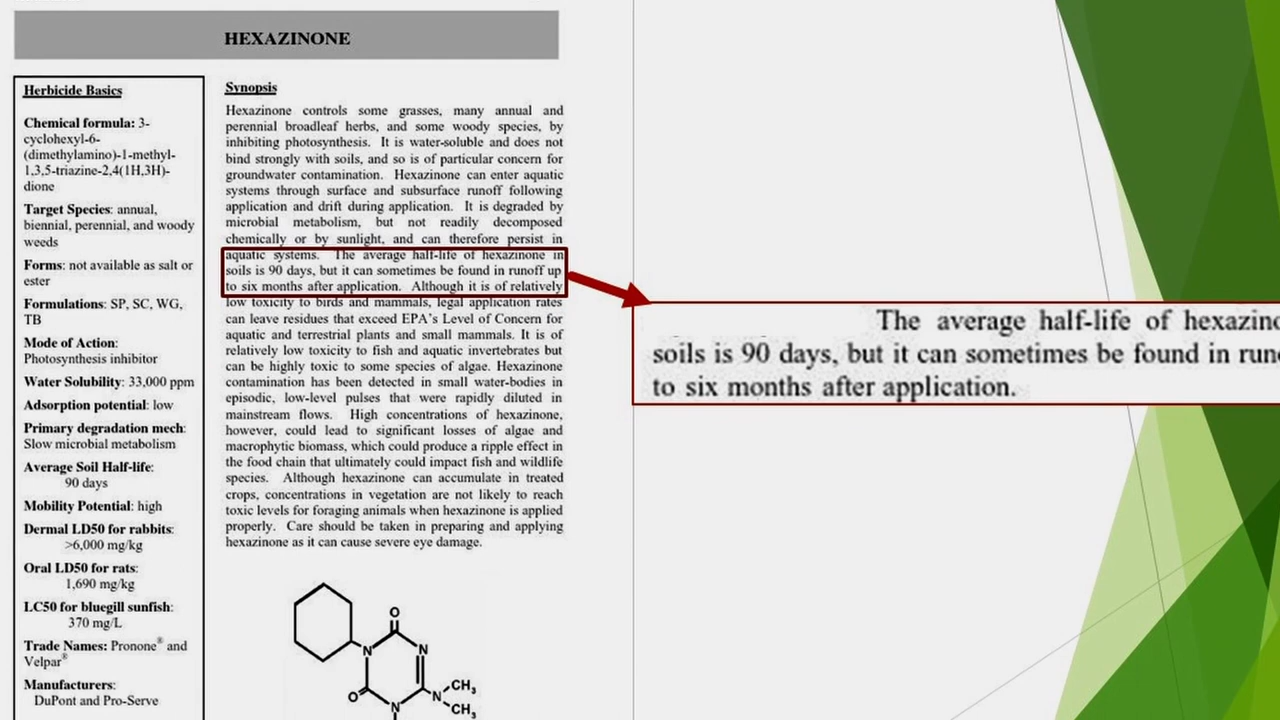 HEXAZINONE
Herbicide Basics
Chemical formula: 3-
cyclohexyl-6-
(dimethylamino)-1-methyl-
1,3,5-triazine-2,4(1H,3H)-
dione
Target Species: annual,
biennial, perennial, and woody
weeds
Forms: not available as salt or
ester
Formulations: SP, SC, WG,
TB
Mode of Action:
Photosynthesis inhibitor
Water Solubility: 33,000 ppm
Adsorption potential: low
Primary degradation mech:
Slow microbial metabolism
Average Soil Half-life:
90 days
Mobility Potential: high
Dermal LD50 for rabbits:
>6,000 mg/kg
Oral LD50 for rats:
1,690 mg/kg
LC50 for bluegill sunfish:
370 mg/L
Trade Names: Pronone® and
Velpar®
Manufacturers:
DuPont and Pro-Serve
Synopsis
Hexazinone controls some grasses, many annual and
perennial broadleaf herbs, and some woody species, by
inhibiting photosynthesis. It is water-soluble and does not
bind strongly with soils, and so is of particular concern for
groundwater contamination. Hexazinone can enter aquatic
systems through surface and subsurface runoff following
application and drift during application. It is degraded by
microbial metabolism, but not readily decomposed
chemically or by sunlight, and can therefore persist in
aquatic systems. The average half-life of hexazinone in
soils is 90 days, but it can sometimes be found in runoff up
to six months after application. Although it is of relatively
low toxicity to birds and mammals, legal application rates
can leave residues that exceed EPA's Level of Concern for
aquatic and terrestrial plants and small mammals. It is of
relatively low toxicity to fish and aquatic invertebrates but
can be highly toxic to some species of algae. Hexazinone
contamination has been detected in small water-bodies in
episodic, low-level pulses that were rapidly diluted in
mainstream flows. High concentrations of hexazinone,
however, could lead to significant losses of algae and
macrophytic biomass, which could produce a ripple effect in
the food chain that ultimately could impact fish and wildlife
species. Although hexazinone can accumulate in treated
crops, concentrations in vegetation are not likely to reach
toxic levels for foraging animals when hexazinone is applied
properly. Care should be taken in preparing and applying
hexazinone as it can cause severe eye damage.
O
N N
CH₃
O N
CH₃
N
The average half-life of hexazino
soils is 90 days, but it can sometimes be found in run
to six months after application.